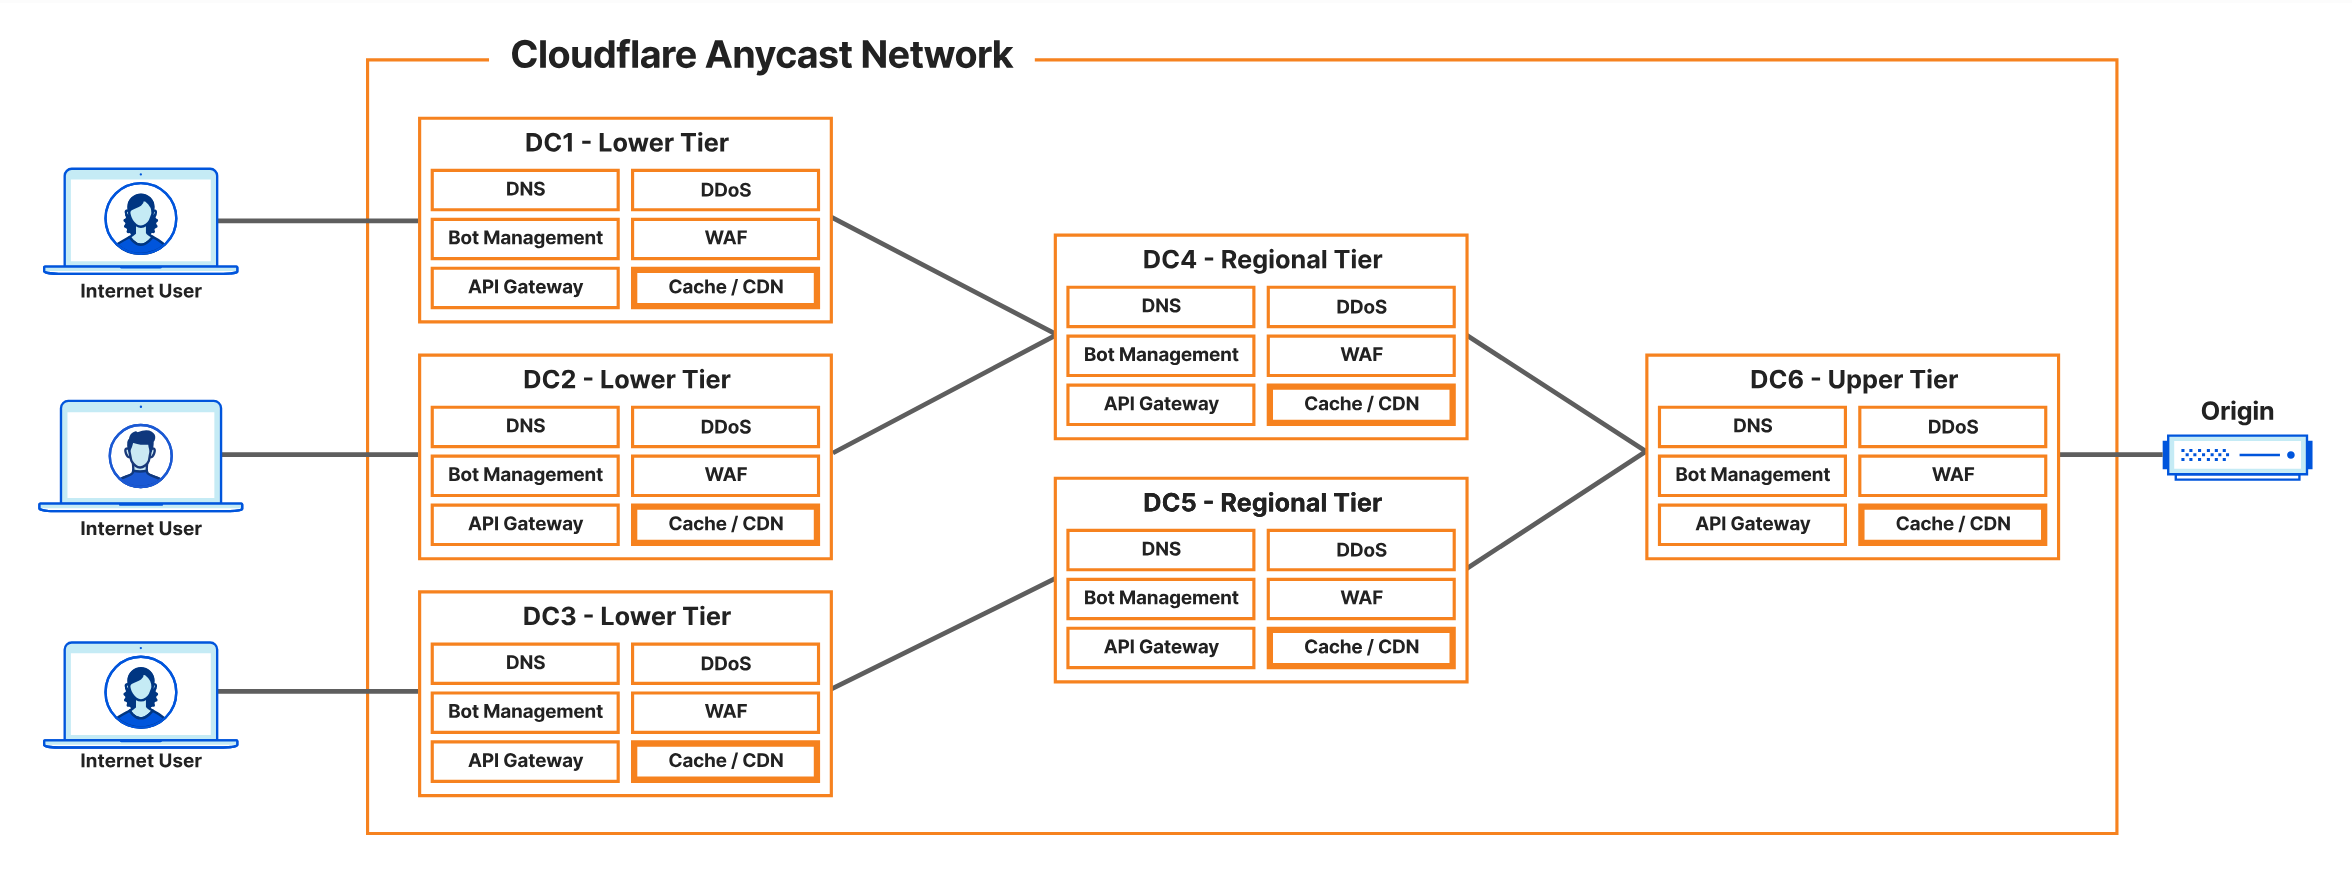 Cloudflare Anycast Network
Internet User
Internet User
Internet User
DC1 - Lower Tier
DNS
DDoS
Bot Management
WAF
API Gateway
Cache / CDN
DC2 - Lower Tier
DNS
DDoS
Bot Management
WAF
API Gateway
Cache / CDN
DC3 - Lower Tier
DNS
DDoS
Bot Management
WAF
API Gateway
Cache / CDN
DC4 - Regional Tier
DNS
DDoS
Bot Management
WAF
API Gateway
Cache / CDN
DC5 - Regional Tier
DNS
DDoS
Bot Management
WAF
API Gateway
Cache / CDN
DC6 - Upper Tier
DNS
DDoS
Bot Management
WAF
API Gateway
Cache / CDN
Origin